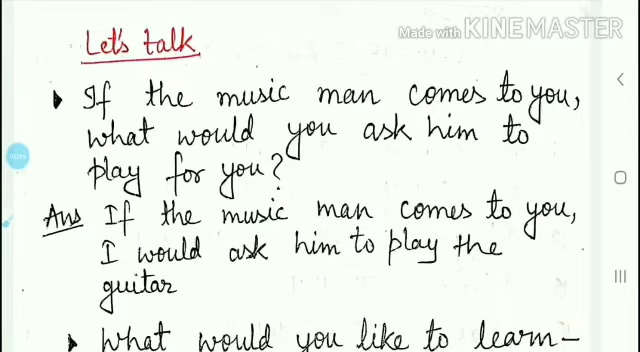 Let's talk
Made with KINEMASTER
If the music man comes to you,
what would you ask him to
play for you?
Ans If the music man comes to you,
I would ask him to play the
guitar
What would you like to learn –